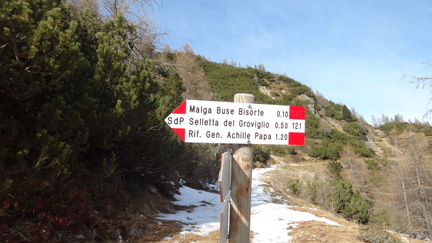 Malga Buse Bisorte 0.10
SdP Selletta del Groviglio 0.50 121
Rif. Gen. Achille Papa 1.20